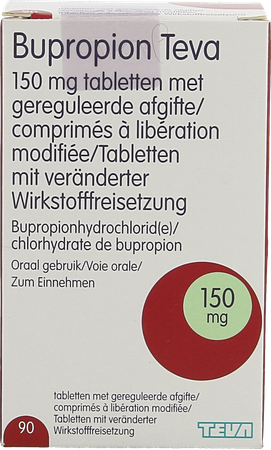 Bupropion Teva
150 mg tabletten met
gereguleerde afgifte/
comprimés à libération
modifiée/Tabletten
mit veränderter
Wirkstofffreisetzung
Bupropionhydrochlorid(e)/
chlorhydrate de bupropion
Oraal gebruik/Voie orale/
Zum Einnehmen
150
mg
90
tabletten met gereguleerde afgifte/
comprimés à libération modifiée/
Tabletten mit veränderter
Wirkstofffreisetzung
TEVA